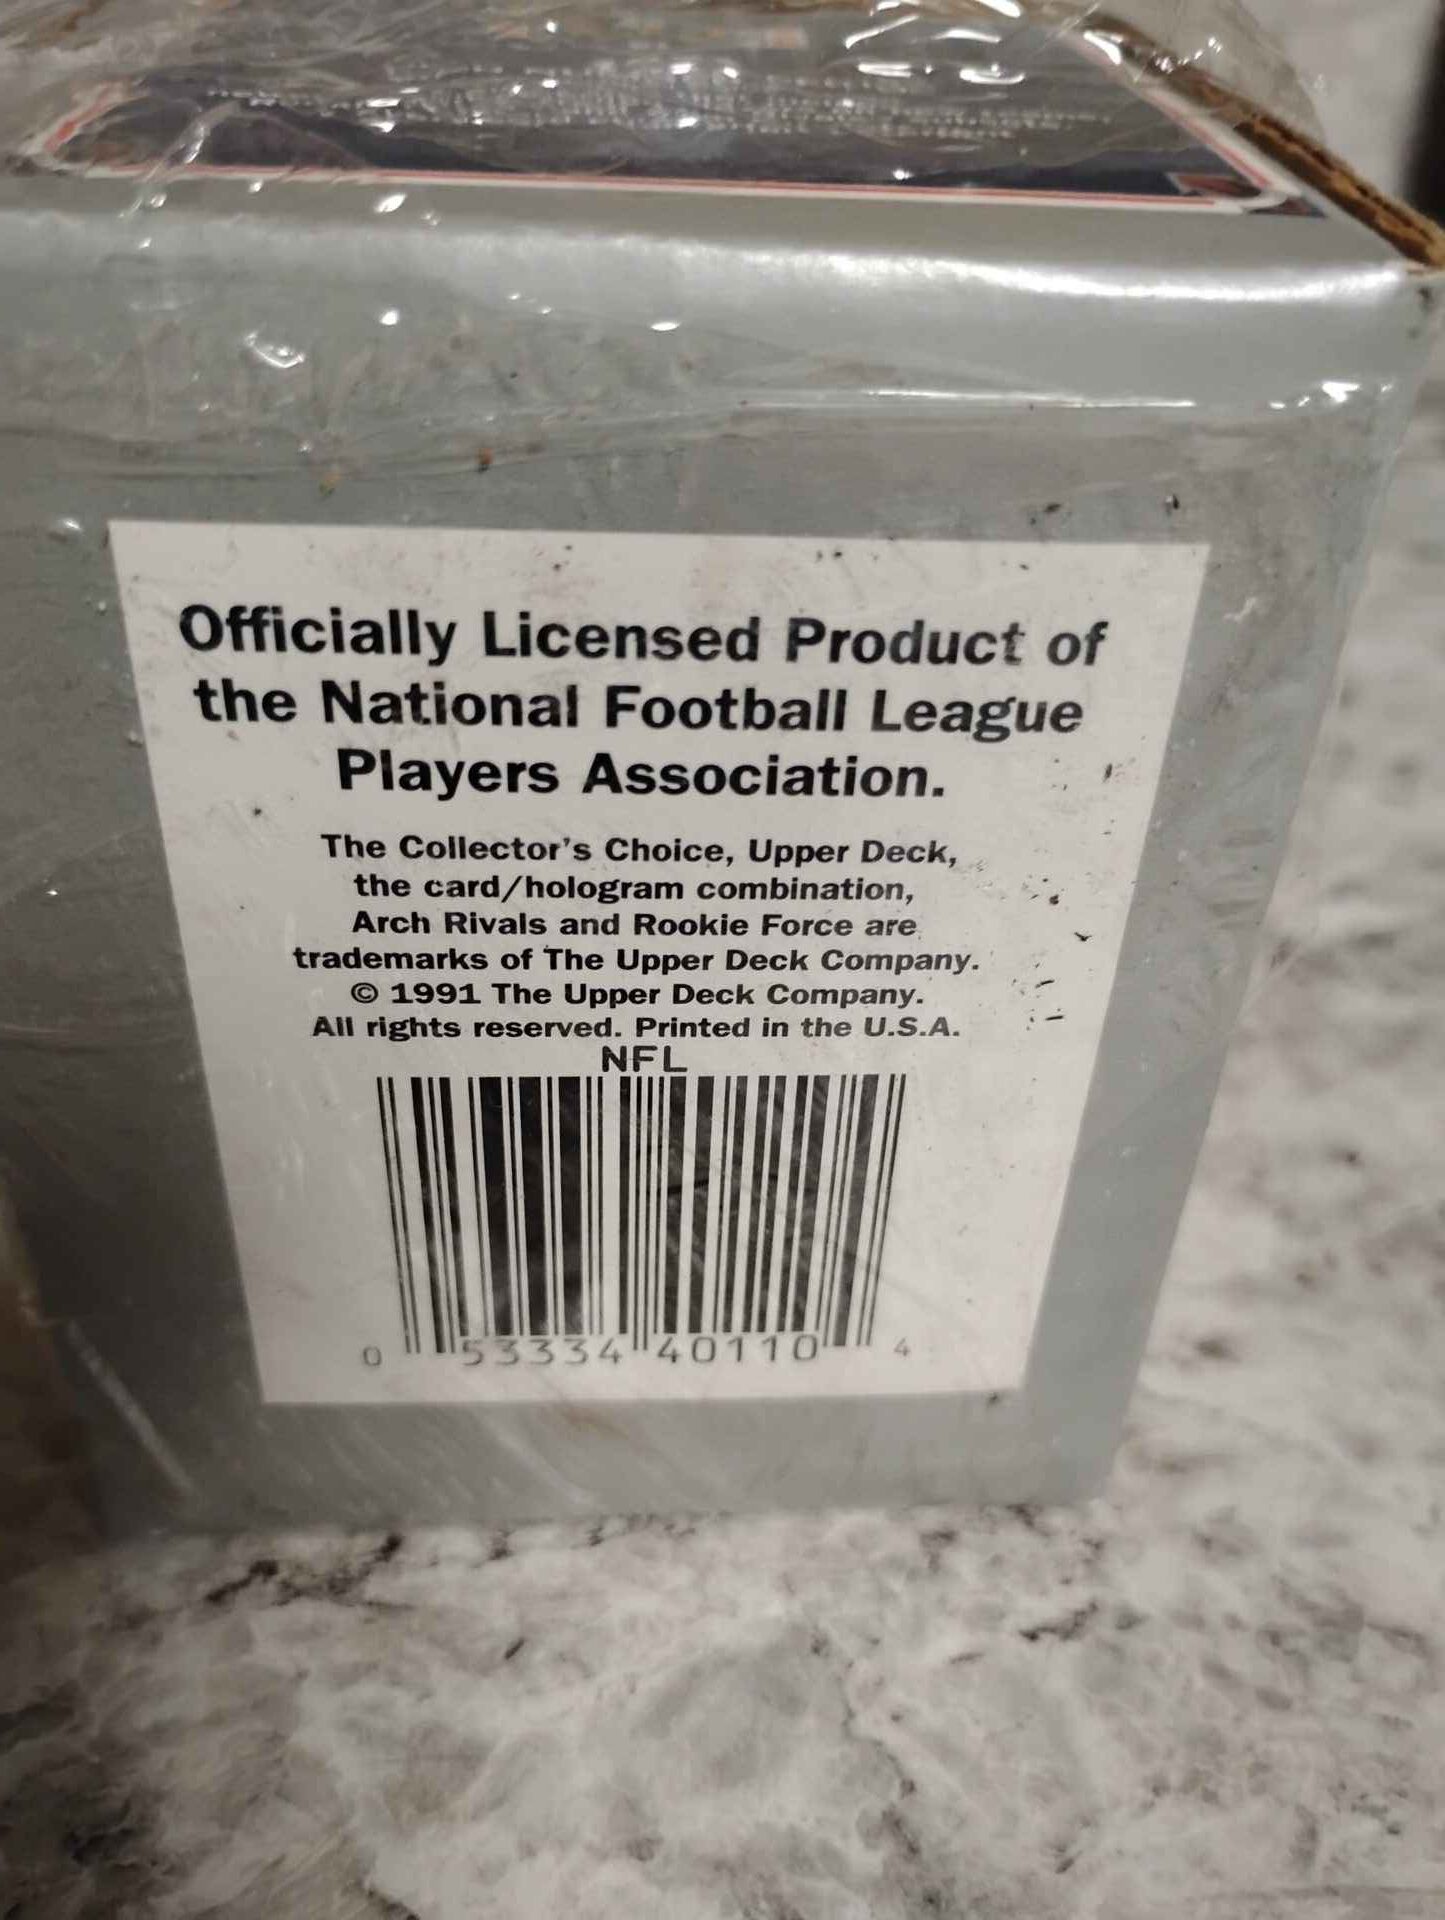 Officially Licensed Product of
the National Football League
Players Association.
The Collector's Choice, Upper Deck,
the card/hologram combination,
Arch Rivals and Rookie Force are
trademarks of The Upper Deck Company.
© 1991 The Upper Deck Company.
All rights reserved. Printed in the U.S.A.
NFL
0 53334 40110 4